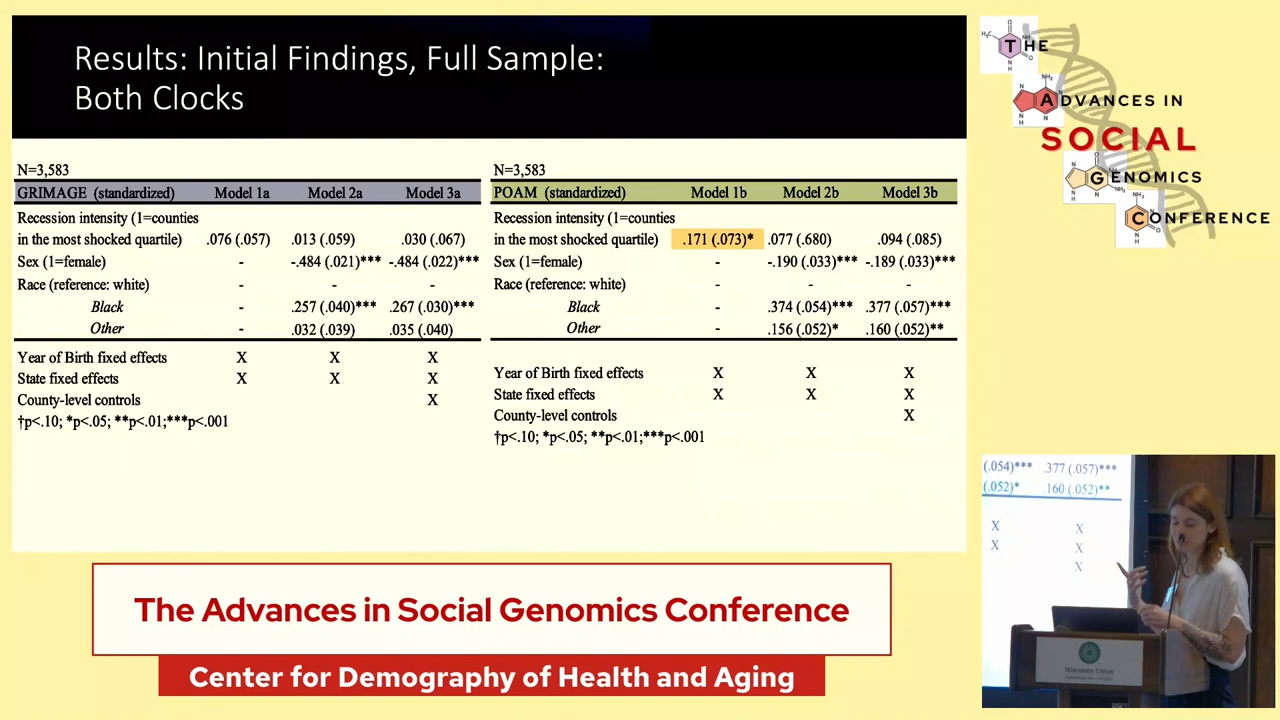 Results: Initial Findings, Full Sample:
Both Clocks
N=3,583
GRIMAGE (standardized) Model 1a Model 2a Model 3a
Recession intensity (1=counties
in the most shocked quartile) .076 (.057) .013 (.059) .030 (.067)
Sex (1=female) - -.484 (.021)*** -.484 (.022)***
Race (reference: white) - - -
Black - .257 (.040)*** .267 (.030)***
Other - .032 (.039) .035 (.040)
Year of Birth fixed effects X X X
State fixed effects X X X
County-level controls X
†p<.10; *p<.05; **p<.01;***p<.001
N=3,583
POAM (standardized) Model 1b Model 2b Model 3b
Recession intensity (1=counties
in the most shocked quartile) .171 (.073)* .077 (.680) .094 (.085)
Sex (1=female) - -.190 (.033)*** -.189 (.033)***
Race (reference: white) - - -
Black - .374 (.054)*** .377 (.057)***
Other - .156 (.052)* .160 (.052)**
Year of Birth fixed effects X X X
State fixed effects X X X
County-level controls X
†p<.10; *p<.05; **p<.01;***p<.001
THE
ADVANCES IN
SOCIAL
GENOMICS
CONFERENCE
(.054)*** .377 (.057)***
(.052)* .160 (.052)**
X X
X X
X
Wisconsin Union
The Advances in Social Genomics Conference
Center for Demography of Health and Aging